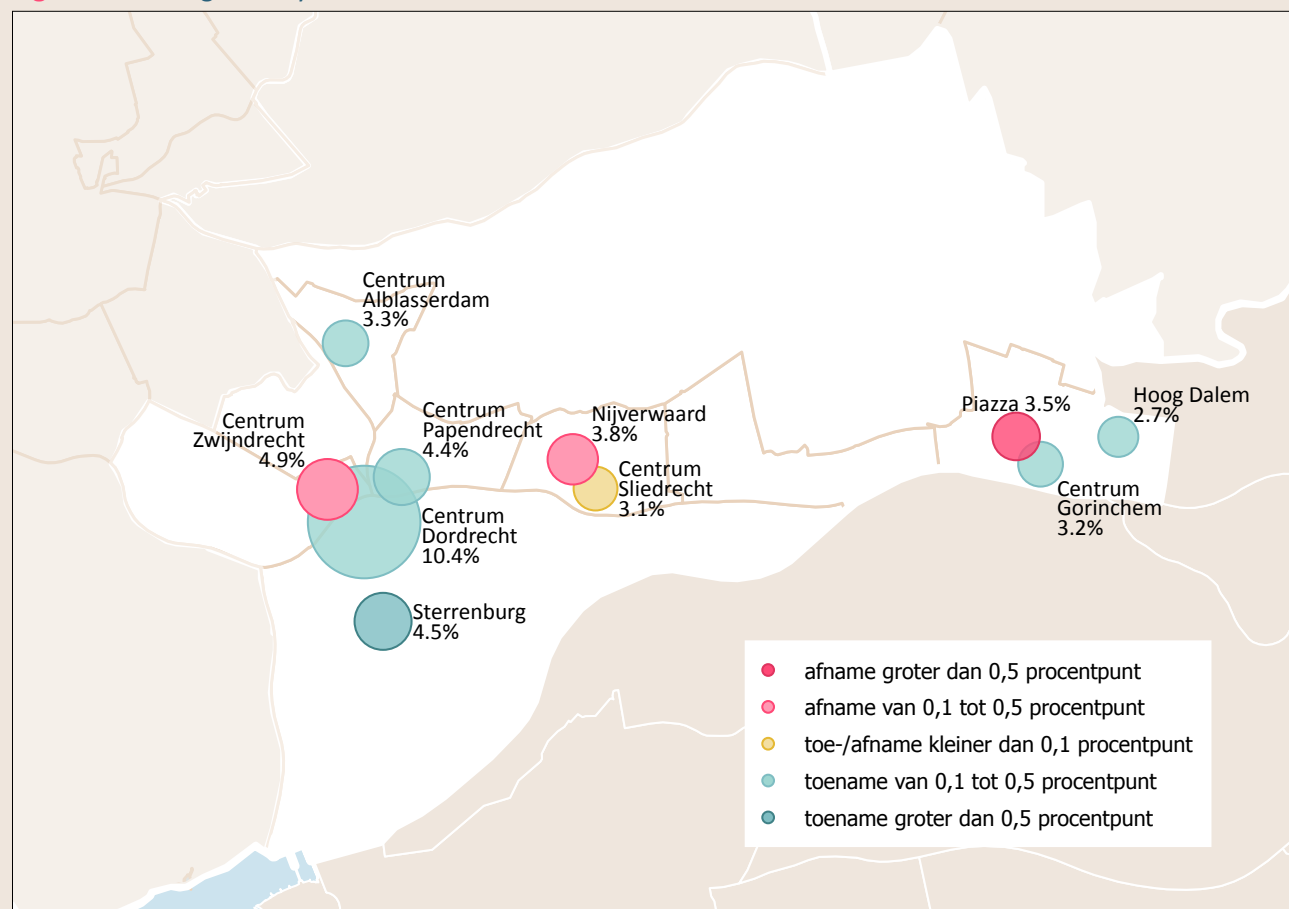 Centrum
Alblasserdam
3.3%
Centrum
Zwijndrecht
4.9%
Centrum
Papendrecht
4.4%
Nijverwaard
3.8%
Centrum
Sliedrecht
3.1%
Piazza 3.5%
Hoog Dalem
2.7%
Centrum
Gorinchem
3.2%
Centrum
Dordrecht
10.4%
Sterrenburg
4.5%
afname groter dan 0,5 procentpunt
afname van 0,1 tot 0,5 procentpunt
toe-/afname kleiner dan 0,1 procentpunt
toename van 0,1 tot 0,5 procentpunt
toename groter dan 0,5 procentpunt